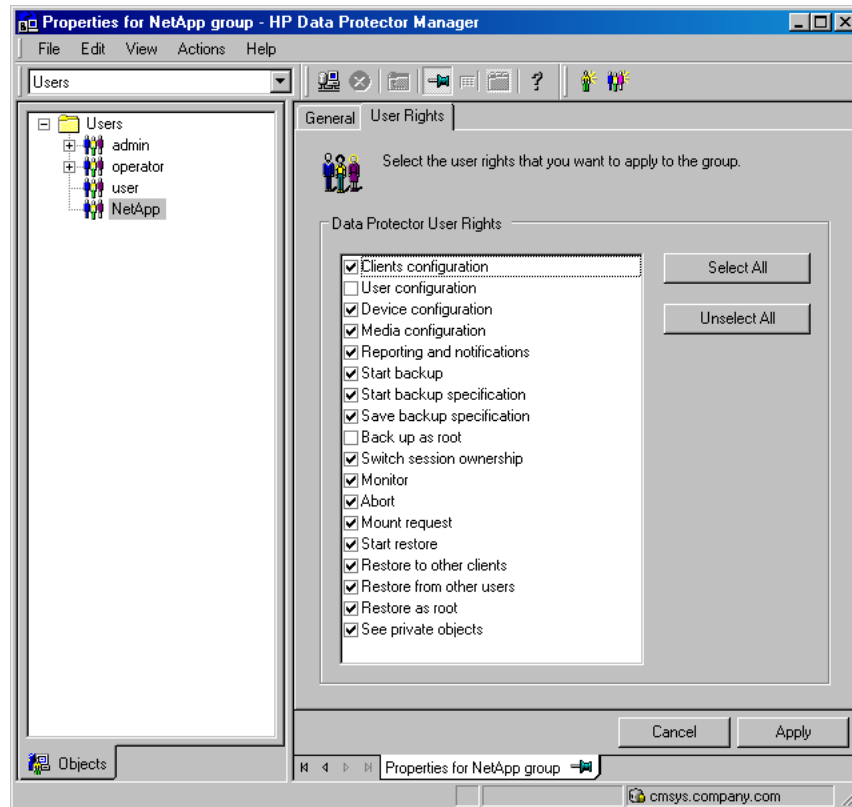 Properties for NetApp group - HP Data Protector Manager
File Edit View Actions Help
Users
Users
admin
operator
user
NetApp
Objects
General User Rights
Select the user rights that you want to apply to the group.
Data Protector User Rights
Clients configuration
User configuration
Device configuration
Media configuration
Reporting and notifications
Start backup
Start backup specification
Save backup specification
Back up as root
Switch session ownership
Monitor
Abort
Mount request
Start restore
Restore to other clients
Restore from other users
Restore as root
See private objects
Select All
Unselect All
Cancel Apply
Properties for NetApp group
cmsys.company.com